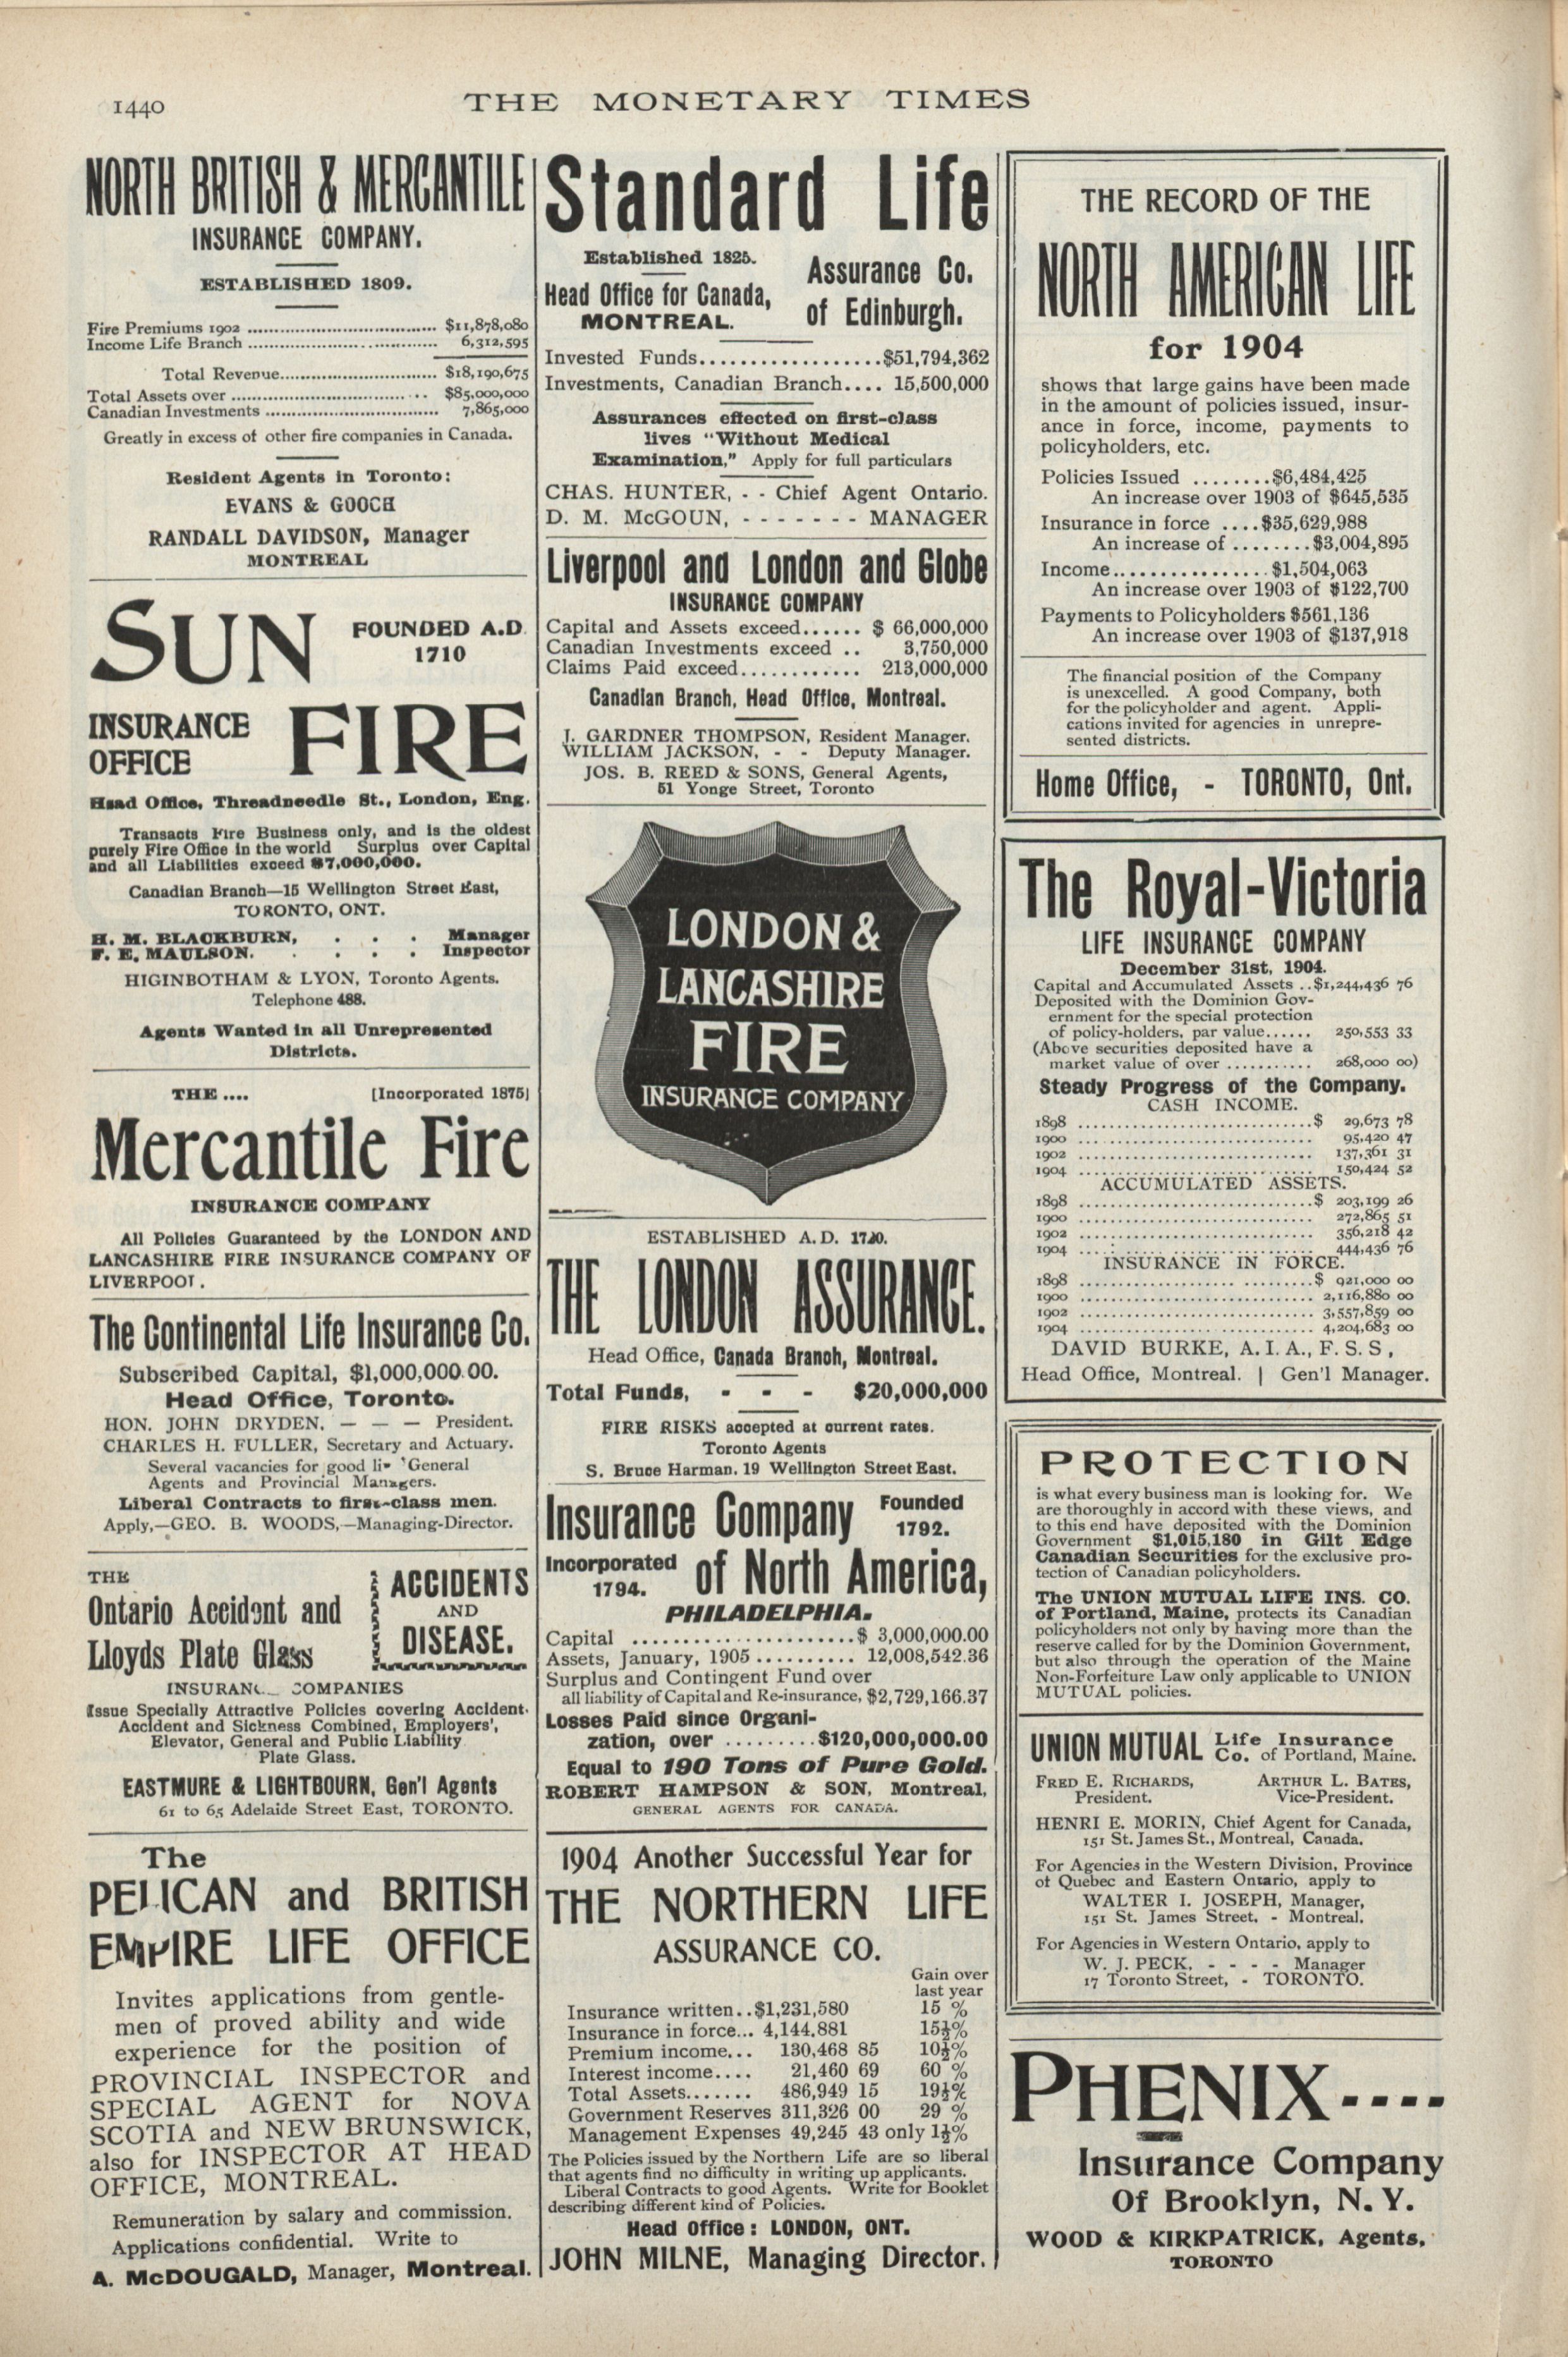 1440
THE MONETARY TIMES
NORTH BRITISH & MERCANTILE
INSURANCE COMPANY.
ESTABLISHED 1809.
Fire Premiums 1902 ................................ $11,878,080
Income Life Branch ................................ 6,312,595
Total Revenue............................. $18,190,675
Total Assets over ................................. $85,000,000
Canadian Investments ............................... 7,865,000
Greatly in excess of other fire companies in Canada.
Resident Agents in Toronto:
EVANS & GOOCH
RANDALL DAVIDSON, Manager
MONTREAL
SUN
FOUNDED A.D.
1710
INSURANCE
OFFICE
FIRE
Head Office, Threadneedle St., London, Eng.
Transacts Fire Business only, and is the oldest
purely Fire Office in the world Surplus over Capital
and all Liabilities exceed $7,000,000.
Canadian Branch—15 Wellington Street East,
TORONTO, ONT.
H. M. BLACKBURN, . . . Manager
F. E. MAULSON. . . . . Inspector
HIGINBOTHAM & LYON, Toronto Agents.
Telephone 488.
Agents Wanted in all Unrepresented
Districts.
THE .... [Incorporated 1875]
Mercantile Fire
INSURANCE COMPANY
All Policies Guaranteed by the LONDON AND
LANCASHIRE FIRE INSURANCE COMPANY OF
LIVERPOOL.
The Continental Life Insurance Co.
Subscribed Capital, $1,000,000.00.
Head Office, Toronto.
HON. JOHN DRYDEN. — — — President.
CHARLES H. FULLER, Secretary and Actuary.
Several vacancies for good General
Agents and Provincial Managers.
Liberal Contracts to first-class men.
Apply,—GEO. B. WOODS,—Managing-Director.
THE
Ontario Accident and
Lloyds Plate Glass
ACCIDENTS
AND
DISEASE.
INSURANCE COMPANIES
Issue Specially Attractive Policies covering Accident.
Accident and Sickness Combined, Employers',
Elevator, General and Public Liability
Plate Glass.
EASTMURE & LIGHTBOURN, Gen'l Agents
61 to 65 Adelaide Street East, TORONTO.
The
PELICAN and BRITISH
EMPIRE LIFE OFFICE
Invites applications from gentle-
men of proved ability and wide
experience for the position of
PROVINCIAL INSPECTOR and
SPECIAL AGENT for NOVA
SCOTIA and NEW BRUNSWICK,
also for INSPECTOR AT HEAD
OFFICE, MONTREAL.
Remuneration by salary and commission.
Applications confidential. Write to
A. McDOUGALD, Manager, Montreal.
Standard Life
Established 1825.
Head Office for Canada,
MONTREAL.
Assurance Co.
of Edinburgh.
Invested Funds..................$51,794,362
Investments, Canadian Branch.... 15,500,000
Assurances effected on first-class
lives "Without Medical
Examination," Apply for full particulars
CHAS. HUNTER, - - Chief Agent Ontario.
D. M. McGOUN, - - - - - - - MANAGER
Liverpool and London and Globe
INSURANCE COMPANY
Capital and Assets exceed...... $ 66,000,000
Canadian Investments exceed .. 3,750,000
Claims Paid exceed............ 213,000,000
Canadian Branch, Head Office, Montreal.
J. GARDNER THOMPSON, Resident Manager.
WILLIAM JACKSON, - - Deputy Manager.
JOS. B. REED & SONS, General Agents,
51 Yonge Street, Toronto
LONDON &
LANCASHIRE
FIRE
INSURANCE COMPANY
ESTABLISHED A.D. 1720.
THE LONDON ASSURANCE.
Head Office, Canada Branch, Montreal.
Total Funds, - - - $20,000,000
FIRE RISKS accepted at current rates.
Toronto Agents
S. Bruce Harman. 19 Wellington Street East.
Insurance Company
Founded
1792.
Incorporated
1794.
of North America,
PHILADELPHIA.
Capital ......................$ 3,000,000.00
Assets, January, 1905 .......... 12,008,542.36
Surplus and Contingent Fund over
all liability of Capital and Re-insurance, $2,729,166.37
Losses Paid since Organi-
zation, over .........$120,000,000.00
Equal to 190 Tons of Pure Gold.
ROBERT HAMPSON & SON, Montreal,
GENERAL AGENTS FOR CANADA.
1904 Another Successful Year for
THE NORTHERN LIFE
ASSURANCE CO.
Gain over
last year
Insurance written..$1,231,580 15 %
Insurance in force... 4,144,881 15½%
Premium income... 130,468 85 10½%
Interest income.... 21,460 69 60 %
Total Assets....... 486,949 15 19½%
Government Reserves 311,326 00 29 %
Management Expenses 49,245 43 only 1½%
The Policies issued by the Northern Life are so liberal
that agents find no difficulty in writing up applicants.
Liberal Contracts to good Agents. Write for Booklet
describing different kind of Policies.
Head Office: LONDON, ONT.
JOHN MILNE, Managing Director.
THE RECORD OF THE
NORTH AMERICAN LIFE
for 1904
shows that large gains have been made
in the amount of policies issued, insur-
ance in force, income, payments to
policyholders, etc.
Policies Issued ........$6,484,425
An increase over 1903 of $645,535
Insurance in force ....$35,629,988
An increase of ........$3,004,895
Income................$1,504,063
An increase over 1903 of $122,700
Payments to Policyholders $561,136
An increase over 1903 of $137,918
The financial position of the Company
is unexcelled. A good Company, both
for the policyholder and agent. Appli-
cations invited for agencies in unrepre-
sented districts.
Home Office, - TORONTO, Ont.
The Royal-Victoria
LIFE INSURANCE COMPANY
December 31st, 1904.
Capital and Accumulated Assets ..$1,244,436 76
Deposited with the Dominion Gov-
ernment for the special protection
of policy-holders, par value...... 250,553 33
(Above securities deposited have a
market value of over ........... 268,000 00)
Steady Progress of the Company.
CASH INCOME.
1898 ..............................$ 29,673 78
1900 .............................. 95,420 47
1902 .............................. 137,361 31
1904 .............................. 150,424 52
ACCUMULATED ASSETS.
1898 ..............................$ 203,199 26
1900 .............................. 272,865 51
1902 .............................. 356,218 42
1904 .............................. 444,436 76
INSURANCE IN FORCE.
1898 ..............................$ 921,000 00
1900 .............................. 2,116,880 00
1902 .............................. 3,557,859 00
1904 .............................. 4,204,683 00
DAVID BURKE, A.I.A., F.S.S,
Head Office, Montreal. | Gen'l Manager.
PROTECTION
is what every business man is looking for. We
are thoroughly in accord with these views, and
to this end have deposited with the Dominion
Government $1,015,180 in Gilt Edge
Canadian Securities for the exclusive pro-
tection of Canadian policyholders.
The UNION MUTUAL LIFE INS. CO.
of Portland, Maine, protects its Canadian
policyholders not only by having more than the
reserve called for by the Dominion Government,
but also through the operation of the Maine
Non-Forfeiture Law only applicable to UNION
MUTUAL policies.
UNION MUTUAL Life Insurance
Co. of Portland, Maine.
FRED E. RICHARDS, ARTHUR L. BATES,
President. Vice-President.
HENRI E. MORIN, Chief Agent for Canada,
151 St. James St., Montreal, Canada.
For Agencies in the Western Division, Province
of Quebec and Eastern Ontario, apply to
WALTER I. JOSEPH, Manager,
151 St. James Street. - Montreal.
For Agencies in Western Ontario, apply to
W. J. PECK, - - - - Manager
17 Toronto Street, - TORONTO.
PHENIX----
Insurance Company
Of Brooklyn, N. Y.
WOOD & KIRKPATRICK, Agents,
TORONTO